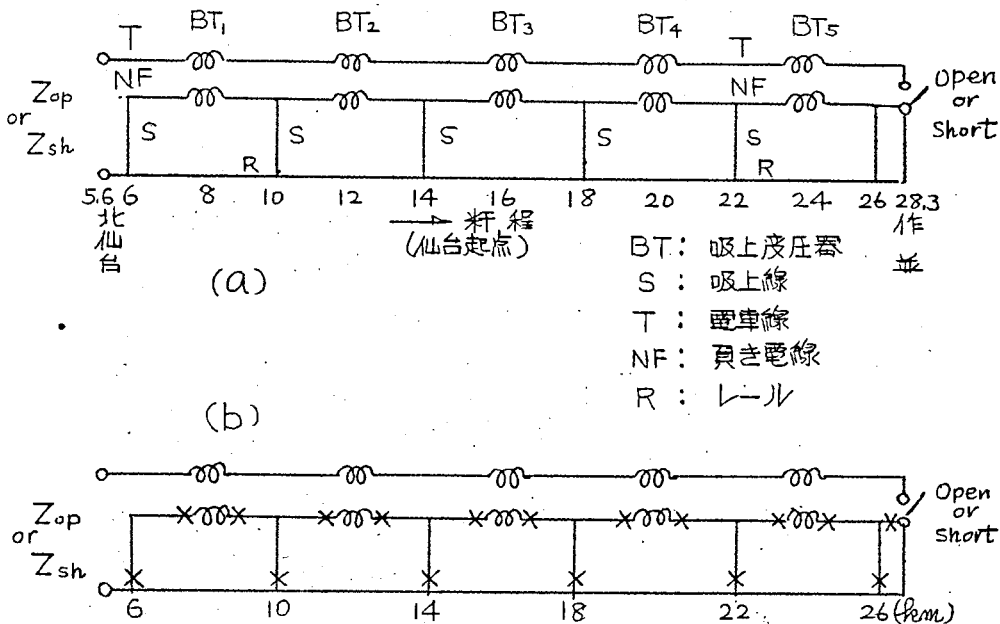 BT₁ BT₂ BT₃ BT₄ BT₅
T T
NF NF
Zop
or
Zsh
Open
or
Short
S S S S S
R R
5.6 6 8 10 12 14 16 18 20 22 24 26 28.3
北仙台
作並
→ 粁程
(仙台起点)
(a)
BT: 吸上変圧器
S : 吸上線
T : 電車線
NF: 負き電線
R : レール
(b)
Zop
or
Zsh
Open
or
Short
6 10 14 18 22 26(km)